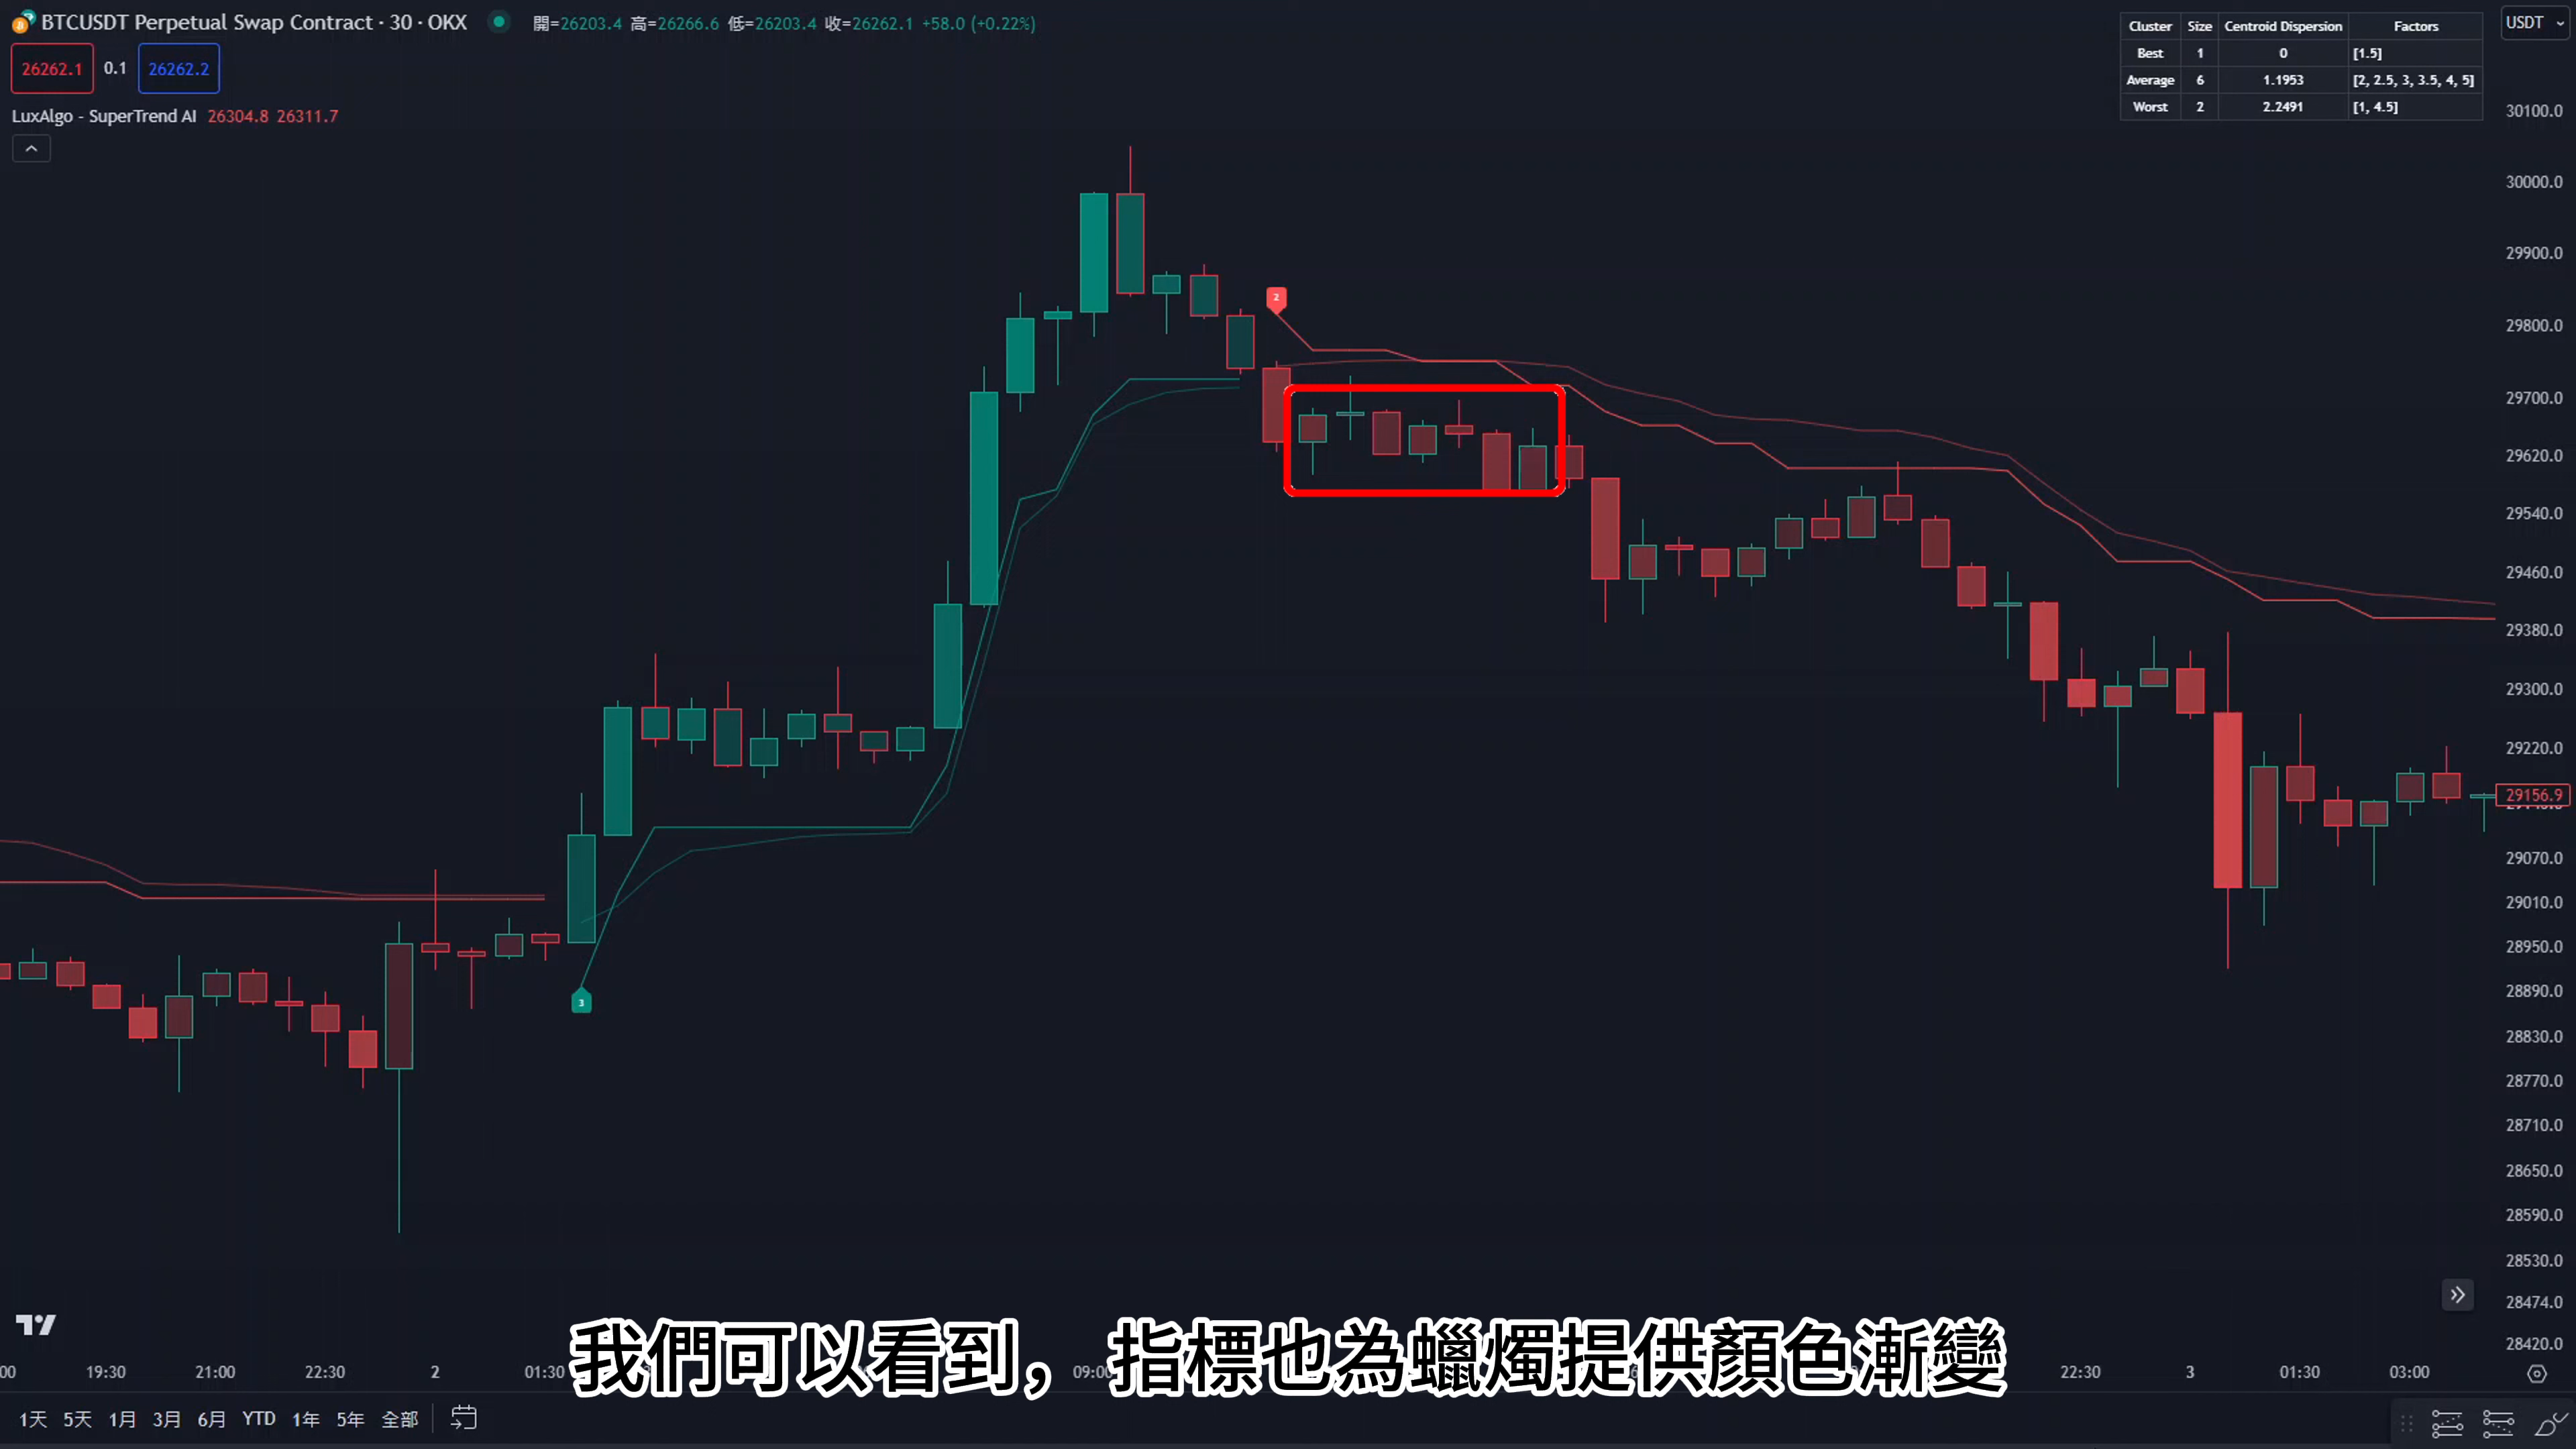 BTCUSDT Perpetual Swap Contract · 30 · OKX 開=26203.4 高=26266.6 低=26203.4 收=26262.1 +58.0 (+0.22%)
26262.1 0.1 26262.2
LuxAlgo - SuperTrend AI 26304.8 26311.7
Cluster Size Centroid Dispersion Factors
Best 1 0 [1.5]
Average 6 1.1953 [2, 2.5, 3, 3.5, 4, 5]
Worst 2 2.2491 [1, 4.5]
USDT
30100.0
30000.0
29900.0
29800.0
29700.0
29620.0
29540.0
29460.0
29380.0
29300.0
29220.0
29156.9
29070.0
29010.0
28950.0
28890.0
28830.0
28770.0
28710.0
28650.0
28590.0
28530.0
28474.0
28420.0
2
3
我們可以看到，指標也為蠟燭提供顏色漸變
:00 19:30 21:00 22:30 2 01:30 09:00 22:30 3 01:30 03:00
1天 5天 1月 3月 6月 YTD 1年 5年 全部